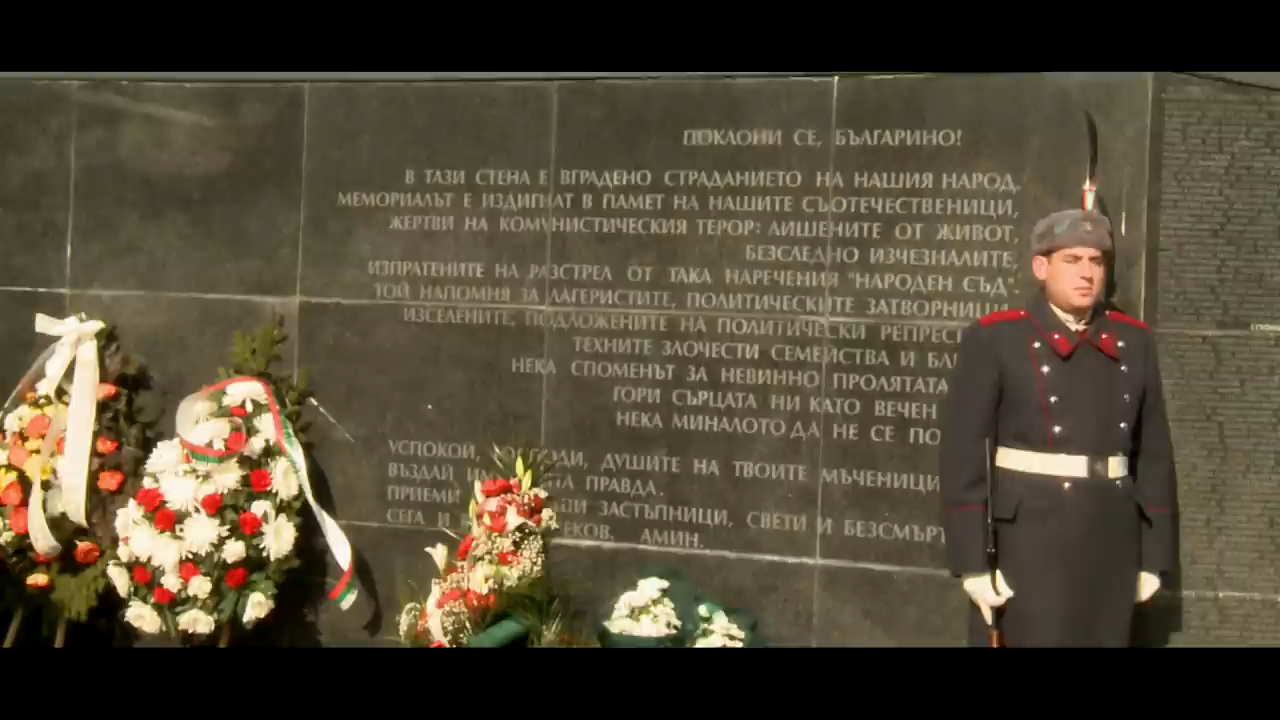 ПОКЛОНИ СЕ, БЪЛГАРИНО!
В ТАЗИ СТЕНА Е ВГРАДЕНО СТРАДАНИЕТО НА НАШИЯ НАРОД.
МЕМОРИАЛЪТ Е ИЗДИГНАТ В ПАМЕТ НА НАШИТЕ СЪОТЕЧЕСТВЕНИЦИ,
ЖЕРТВИ НА КОМУНИСТИЧЕСКИЯ ТЕРОР: ЛИШЕНИТЕ ОТ ЖИВОТ,
БЕЗСЛЕДНО ИЗЧЕЗНАЛИТЕ,
ИЗПРАТЕНИТЕ НА РАЗСТРЕЛ ОТ ТАКА НАРЕЧЕНИЯ "НАРОДЕН СЪД".
ТОЙ НАПОМНЯ ЗА ЛАГЕРИСТИТЕ, ПОЛИТИЧЕСКИТЕ ЗАТВОРНИЦИ,
ИЗСЕЛЕНИТЕ, ПОДЛОЖЕНИТЕ НА ПОЛИТИЧЕСКИ
ТЕХНИТЕ ЗЛОЧЕСТИ СЕМЕЙСТВА И
НЕКА СПОМЕНЪТ ЗА НЕВИННО ПРОЛЯТАТА
ГОРИ СЪРЦАТА НИ КАТО ВЕЧЕН
НЕКА МИНАЛОТО ДА НЕ СЕ ПО
УСПОКОЙ, ДУШИТЕ НА ТВОИТЕ МЪЧЕНИЦИ
ВЪЗДАЙ ПРАВДА.
ПРИЕМИ ЗАСТЪПНИЦИ, СВЕТИ И БЕЗСМЪРТ
СЕГА И АМИН.